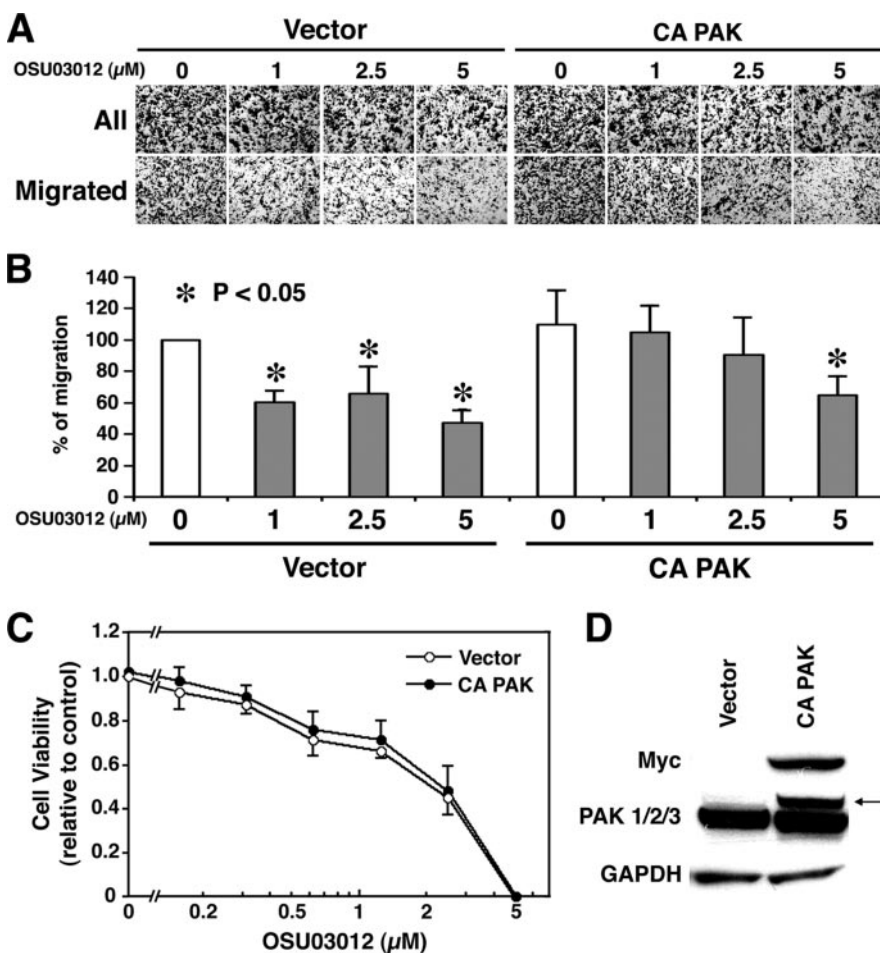 A
Vector
CA PAK
OSU03012 (µM)
0 1 2.5 5 0 1 2.5 5
All
Migrated
B
% of migration
140
120
100
80
60
40
20
0
* P < 0.05
* * * *
OSU03012 (µM)
0 1 2.5 5 0 1 2.5 5
Vector
CA PAK
C
Cell Viability
(relative to control)
1.2
1.0
0.8
0.6
0.4
0.2
0
Vector
CA PAK
0 0.2 0.5 1 2 5
OSU03012 (µM)
D
Vector
CA PAK
Myc
PAK 1/2/3
GAPDH